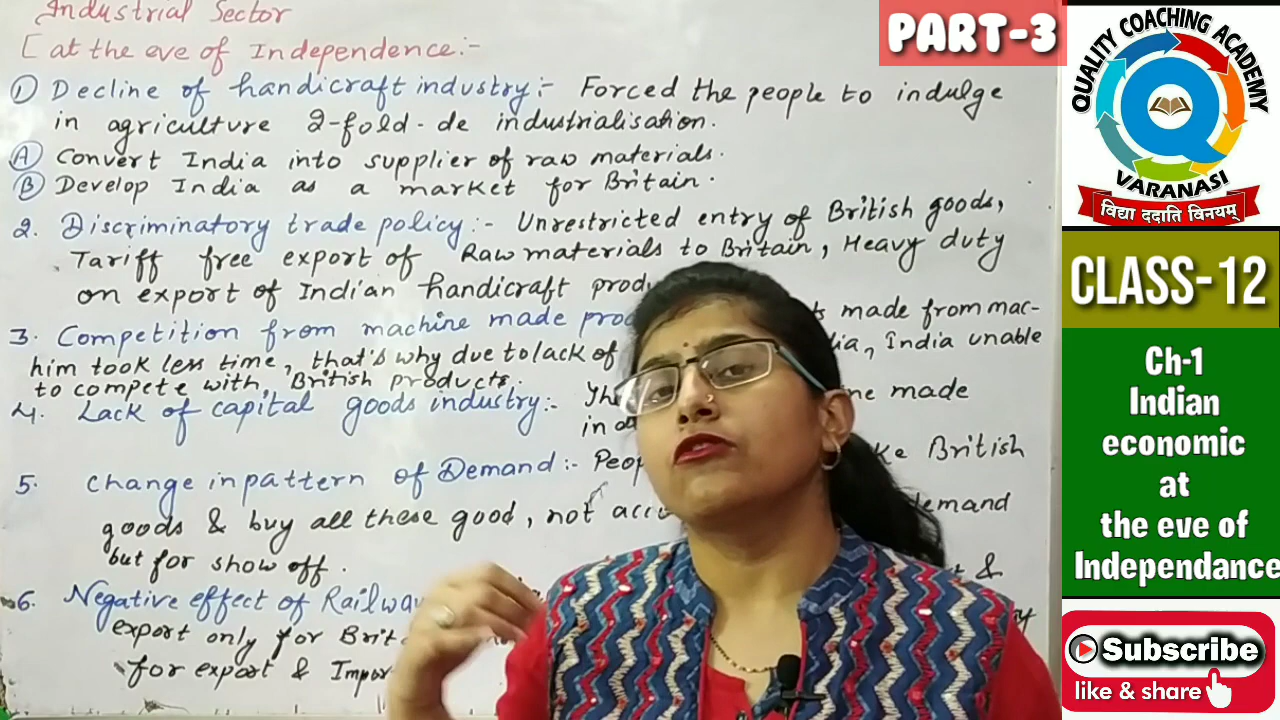 Industrial Sector
[at the eve of Independence:-
① Decline of handicraft industry:- Forced the people to indulge
in agriculture 2-fold-de industrialisation.
Ⓐ Convert India into supplier of raw materials.
Ⓑ Develop India as a market for Britain.
2. Discriminatory trade policy:- Unrestricted entry of British goods,
Tariff free export of Raw materials to Britain, Heavy duty
on export of Indian handicraft
3. Competition from machine made made from mac-
him took less time, that's why due to lack of India unable
to compete with British products.
4. Lack of capital goods industry:- made
5. Change in pattern of Demand:- British
goods & buy all these good, not demand
but for show off.
6. Negative effect of Railway &
export only for
for export &
PART-3
QUALITY COACHING ACADEMY
VARANASI
विद्या ददाति विनयम्
CLASS-12
Ch-1
Indian
economic
at
the eve of
Independance
Subscribe
like & share